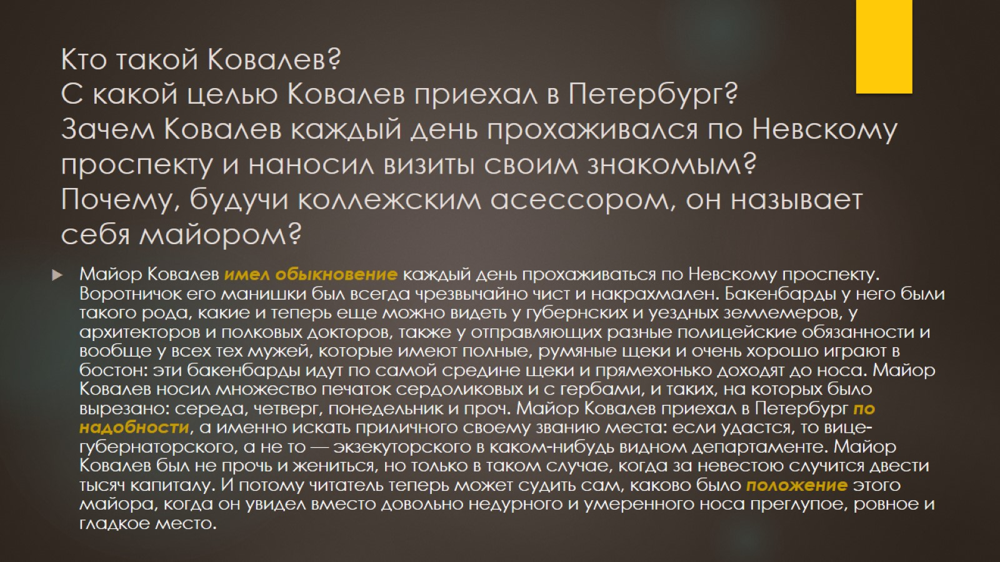 Кто такой Ковалев?
С какой целью Ковалев приехал в Петербург?
Зачем Ковалев каждый день прохаживался по Невскому
проспекту и наносил визиты своим знакомым?
Почему, будучи коллежским асессором, он называет
себя майором?
Майор Ковалев имел обыкновение каждый день прохаживаться по Невскому проспекту.
Воротничок его манишки был всегда чрезвычайно чист и накрахмален. Бакенбарды у него были
такого рода, какие и теперь еще можно видеть у губернских и уездных землемеров, у
архитекторов и полковых докторов, также у отправляющих разные полицейские обязанности и
вообще у всех тех мужей, которые имеют полные, румяные щеки и очень хорошо играют в
бостон: эти бакенбарды идут по самой средине щеки и прямехонько доходят до носа. Майор
Ковалев носил множество печаток сердоликовых и с гербами, и таких, на которых было
вырезано: середа, четверг, понедельник и проч. Майор Ковалев приехал в Петербург по
надобности, а именно искать приличного своему званию места: если удастся, то вице-
губернаторского, а не то — экзекуторского в каком-нибудь видном департаменте. Майор
Ковалев был не прочь и жениться, но только в таком случае, когда за невестою случится двести
тысяч капиталу. И потому читатель теперь может судить сам, каково было положение этого
майора, когда он увидел вместо довольно недурного и умеренного носа преглупое, ровное и
гладкое место.